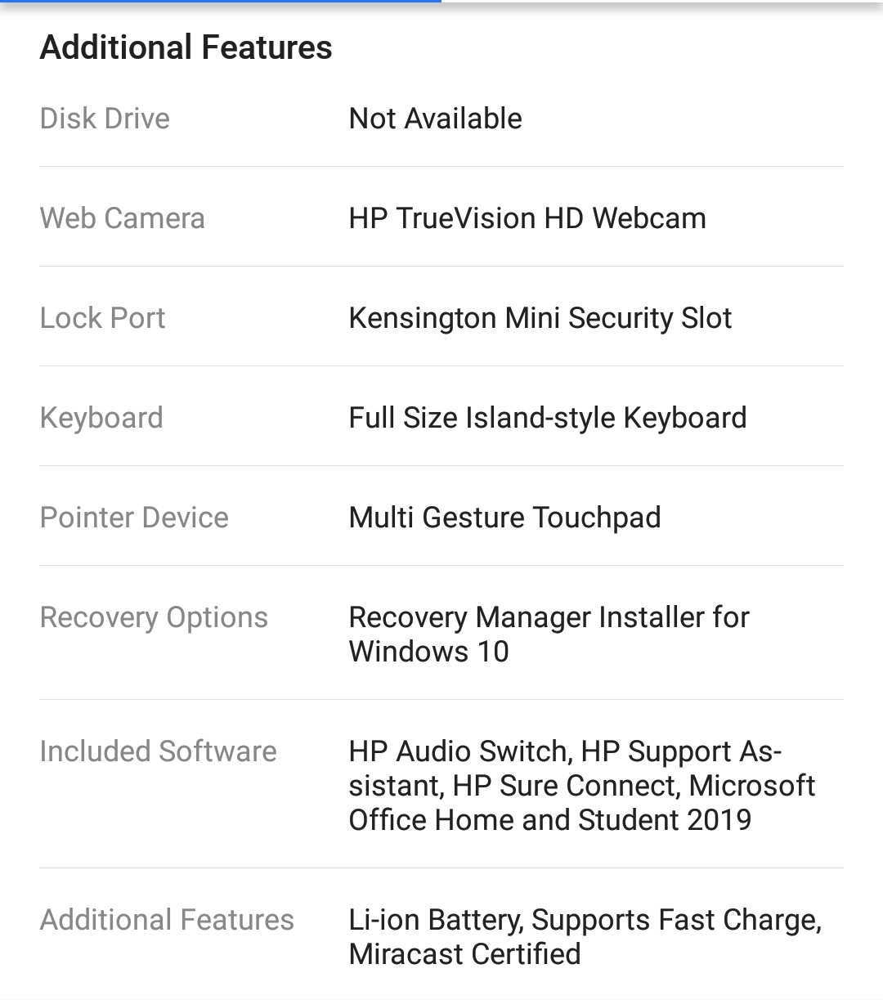 Additional Features
Disk Drive Not Available
Web Camera HP TrueVision HD Webcam
Lock Port Kensington Mini Security Slot
Keyboard Full Size Island-style Keyboard
Pointer Device Multi Gesture Touchpad
Recovery Options Recovery Manager Installer for
Windows 10
Included Software HP Audio Switch, HP Support As-
sistant, HP Sure Connect, Microsoft
Office Home and Student 2019
Additional Features Li-ion Battery, Supports Fast Charge,
Miracast Certified